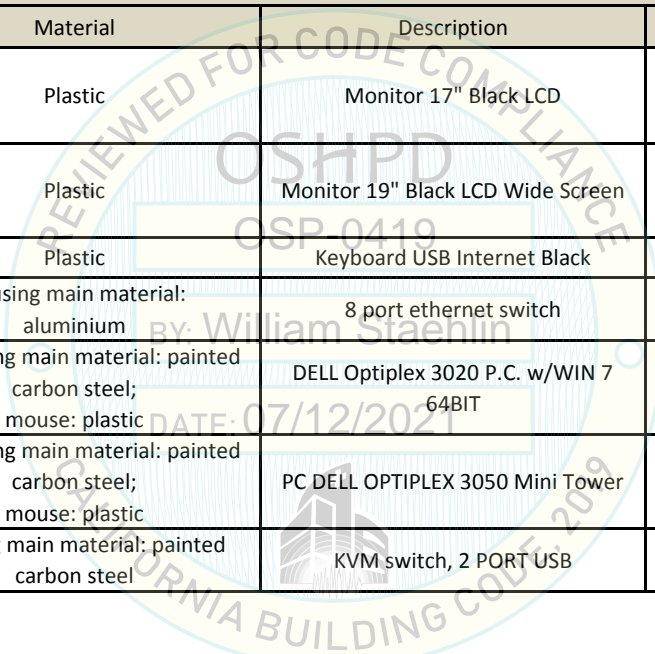 Material Description
Plastic Monitor 17" Black LCD
Plastic Monitor 19" Black LCD Wide Screen
Plastic Keyboard USB Internet Black
main material:
aluminium
8 port ethernet switch
main material: painted
carbon steel;
mouse: plastic
DELL Optiplex 3020 P.C. w/WIN 7
64BIT
main material: painted
carbon steel;
mouse: plastic
PC DELL OPTIPLEX 3050 Mini Tower
main material: painted
carbon steel
KVM switch, 2 PORT USB
REVIEWED FOR CODE COMPLIANCE
OSHPD
OSP-0419
BY: William Staehlin
DATE: 07/12/2021
CALIFORNIA BUILDING CODE, 2019